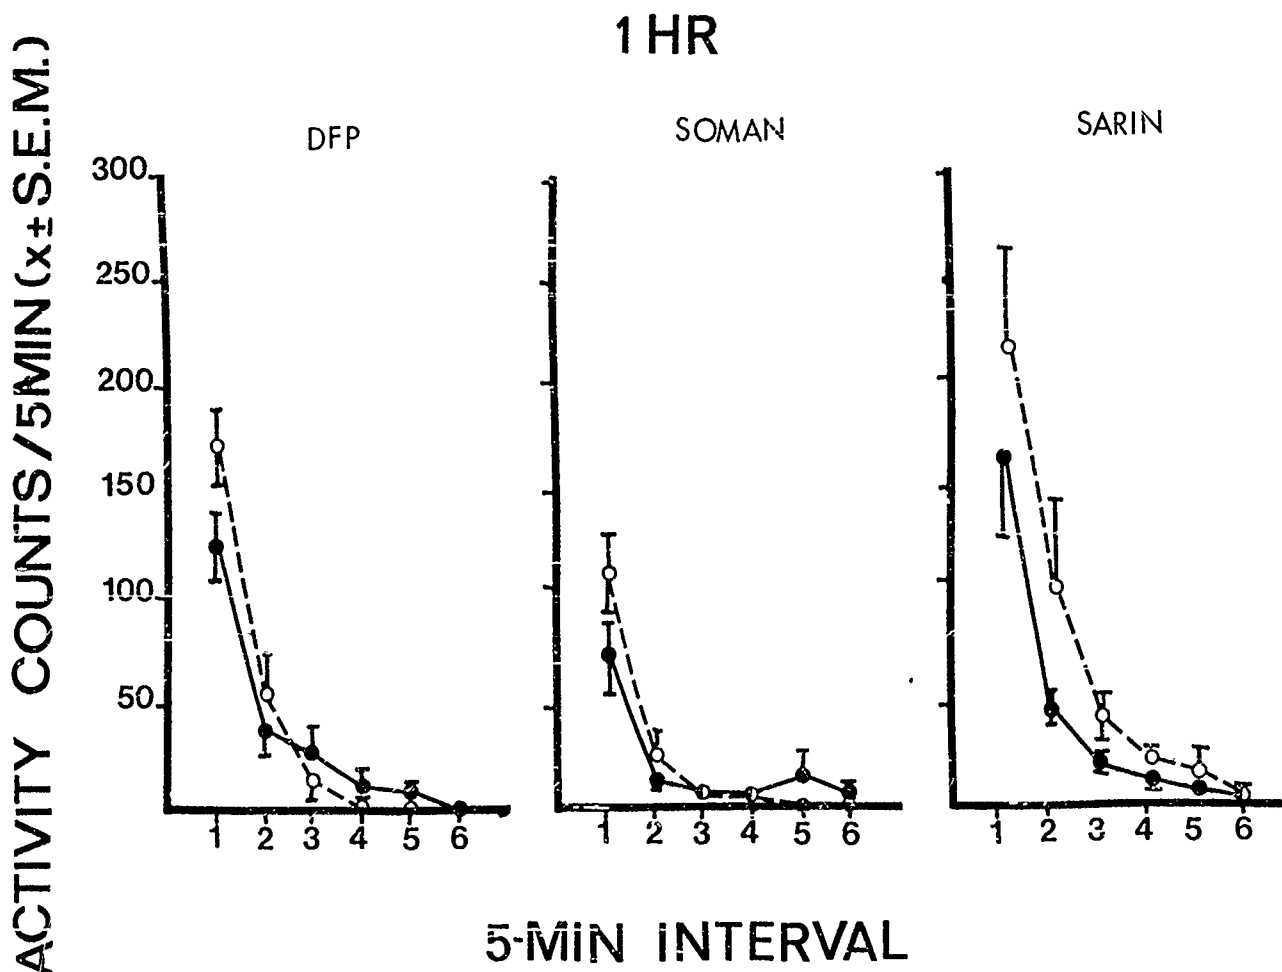 1 HR
DFP
SOMAN
SARIN
ACTIVITY COUNTS/5MIN (x ± S.E.M.)
300
250
200
150
100
50
1 2 3 4 5 6
1 2 3 4 5 6
1 2 3 4 5 6
5-MIN INTERVAL